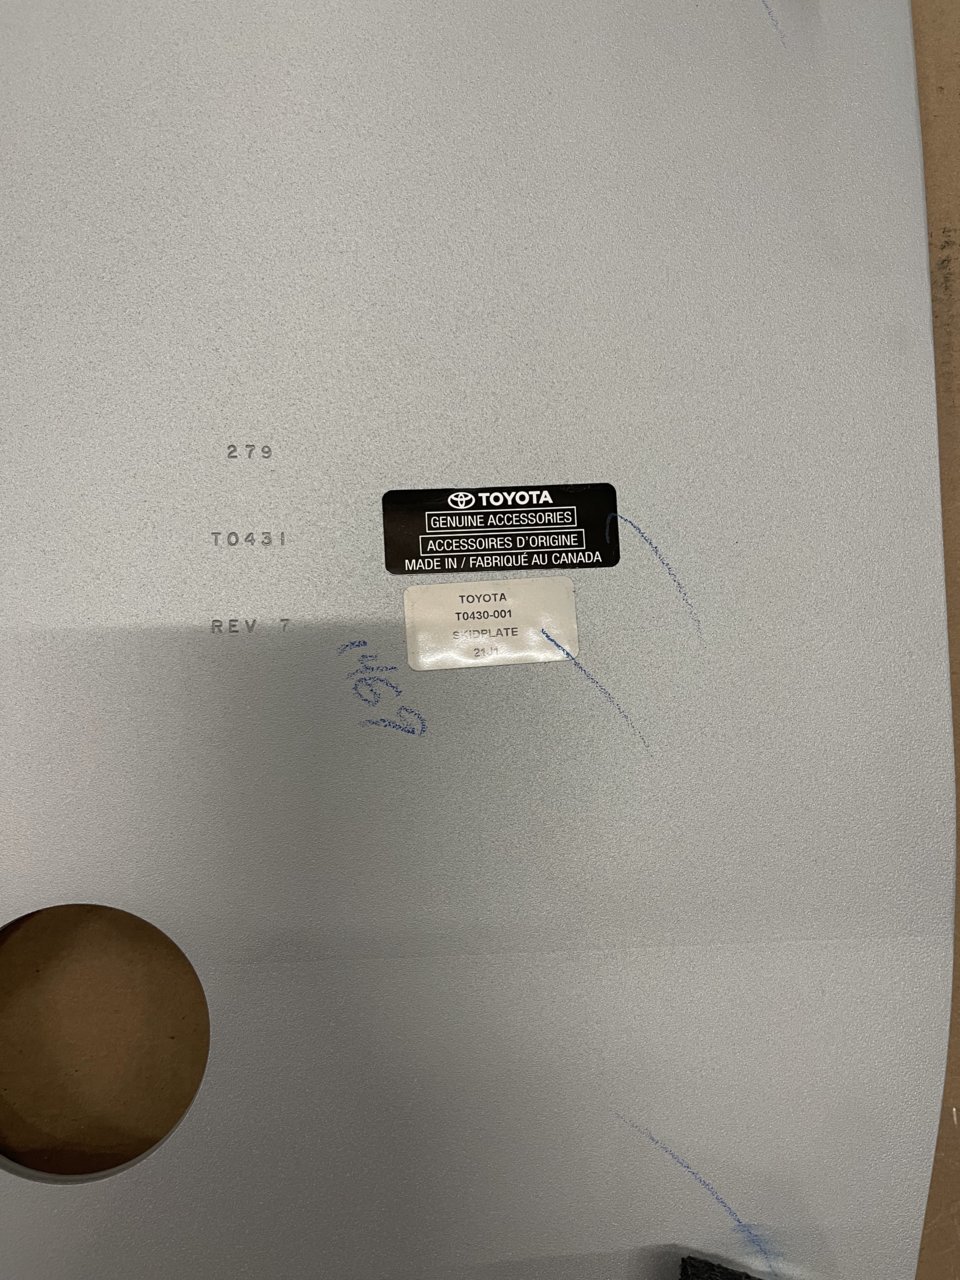 279
T0431
REV 7
TOYOTA
GENUINE ACCESSORIES
ACCESSOIRES D'ORIGINE
MADE IN / FABRIQUÉ AU CANADA
TOYOTA
T0430-001
SKIDPLATE
21J1